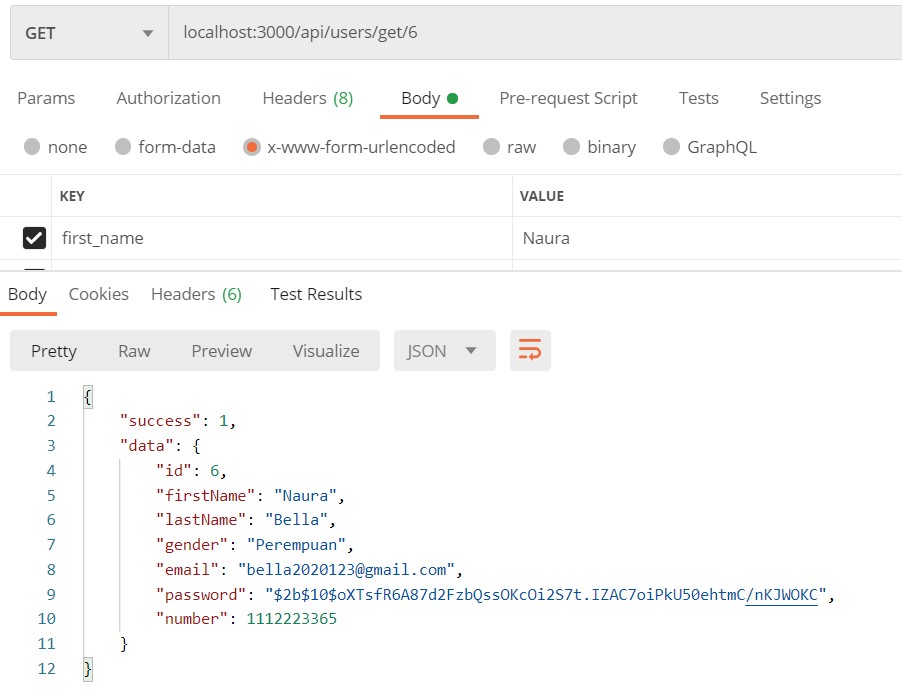 GET localhost:3000/api/users/get/6
Params Authorization Headers (8) Body Pre-request Script Tests Settings
none form-data x-www-form-urlencoded raw binary GraphQL
KEY VALUE
first_name Naura
Body Cookies Headers (6) Test Results
Pretty Raw Preview Visualize JSON
1 {
2 "success": 1,
3 "data": {
4 "id": 6,
5 "firstName": "Naura",
6 "lastName": "Bella",
7 "gender": "Perempuan",
8 "email": "bella2020123@gmail.com",
9 "password": "$2b$10$oXTsfR6A87d2FzbQssOKcOi2S7t.IZAC7oiPkU50ehtmC/nKJWOKC",
10 "number": 1112223365
11 }
12 }